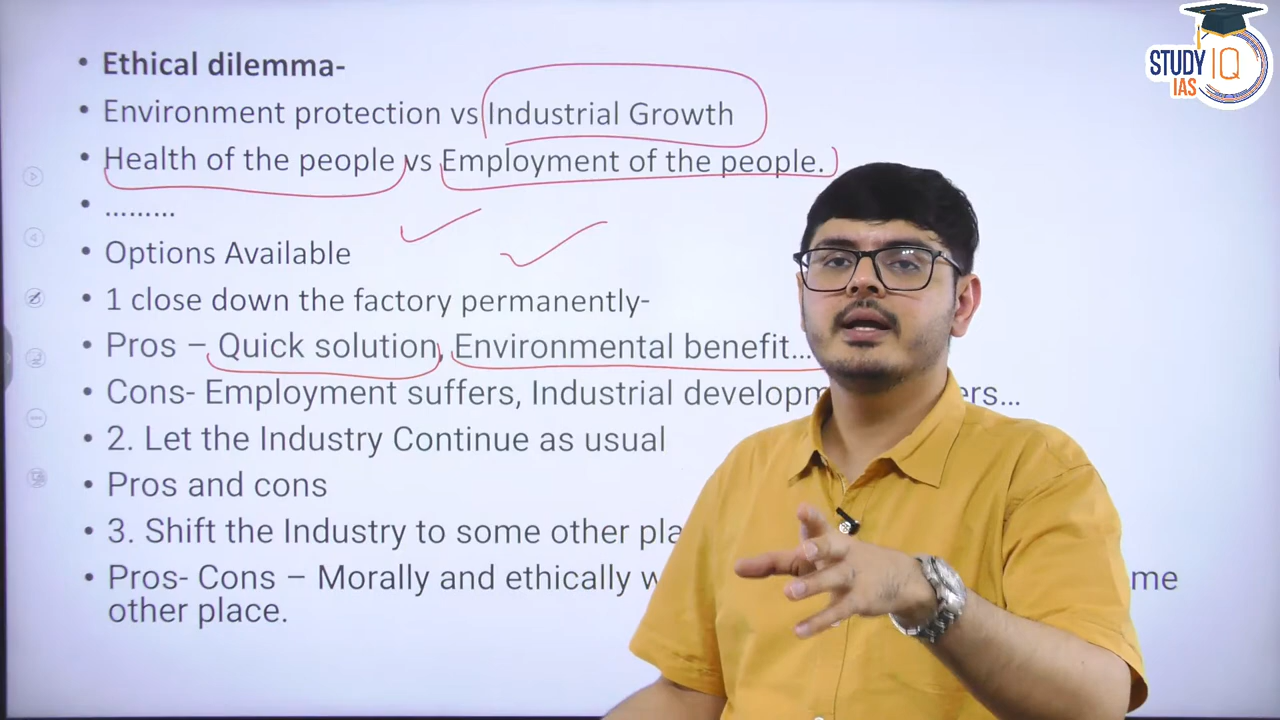 STUDY IQ
IAS
• Ethical dilemma-
• Environment protection vs Industrial Growth
• Health of the people vs Employment of the people.
• .........
• Options Available
• 1 close down the factory permanently-
• Pros – Quick solution, Environmental benefit...
• Cons- Employment suffers, Industrial
• 2. Let the Industry Continue as usual
• Pros and cons
• 3. Shift the Industry to some other
• Pros- Cons – Morally and ethically
other place.